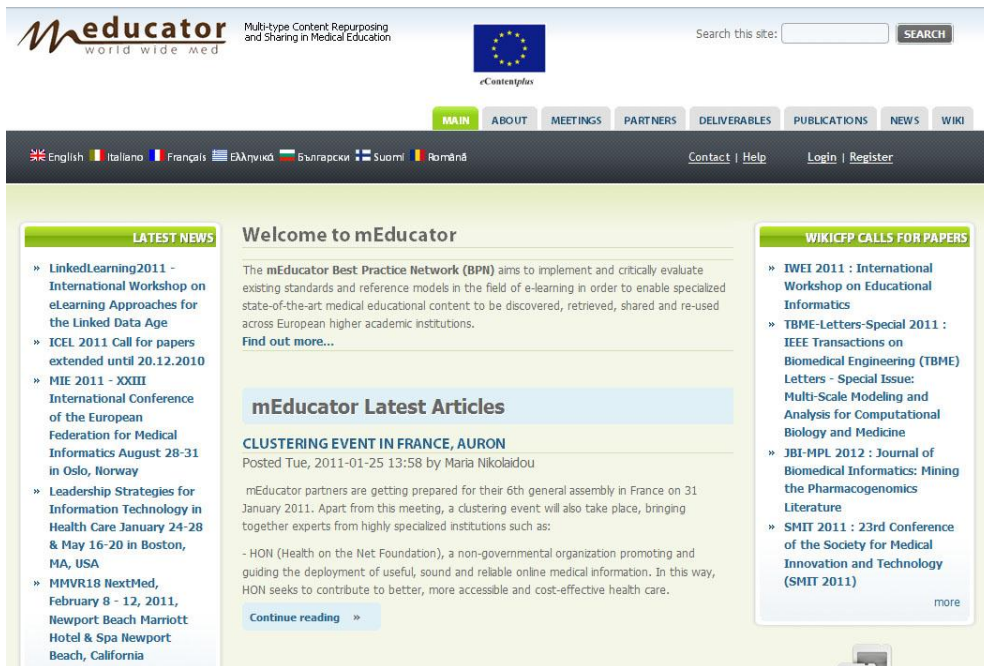 meducator
world wide med
Multi-type Content Repurposing
and Sharing in Medical Education
eContentplus
Search this site:
SEARCH
MAIN ABOUT MEETINGS PARTNERS DELIVERABLES PUBLICATIONS NEWS WIKI
English Italiano Français Ελληνικά Български Suomi Română
Contact | Help Login | Register
LATEST NEWS
» LinkedLearning2011 -
International Workshop on
eLearning Approaches for
the Linked Data Age
» ICEL 2011 Call for papers
extended until 20.12.2010
» MIE 2011 - XXIII
International Conference
of the European
Federation for Medical
Informatics August 28-31
in Oslo, Norway
» Leadership Strategies for
Information Technology in
Health Care January 24-28
& May 16-20 in Boston,
MA, USA
» MMVR18 NextMed,
February 8 - 12, 2011,
Newport Beach Marriott
Hotel & Spa Newport
Beach, California
Welcome to mEducator
The mEducator Best Practice Network (BPN) aims to implement and critically evaluate
existing standards and reference models in the field of e-learning in order to enable specialized
state-of-the-art medical educational content to be discovered, retrieved, shared and re-used
across European higher academic institutions.
Find out more...
mEducator Latest Articles
CLUSTERING EVENT IN FRANCE, AURON
Posted Tue, 2011-01-25 13:58 by Maria Nikolaidou
mEducator partners are getting prepared for their 6th general assembly in France on 31
January 2011. Apart from this meeting, a clustering event will also take place, bringing
together experts from highly specialized institutions such as:
- HON (Health on the Net Foundation), a non-governmental organization promoting and
guiding the deployment of useful, sound and reliable online medical information. In this way,
HON seeks to contribute to better, more accessible and cost-effective health care.
Continue reading »
WIKICFP CALLS FOR PAPERS
» IWEI 2011 : International
Workshop on Educational
Informatics
» TBME-Letters-Special 2011 :
IEEE Transactions on
Biomedical Engineering (TBME)
Letters - Special Issue:
Multi-Scale Modeling and
Analysis for Computational
Biology and Medicine
» JBI-MPL 2012 : Journal of
Biomedical Informatics: Mining
the Pharmacogenomics
Literature
» SMIT 2011 : 23rd Conference
of the Society for Medical
Innovation and Technology
(SMIT 2011)
more